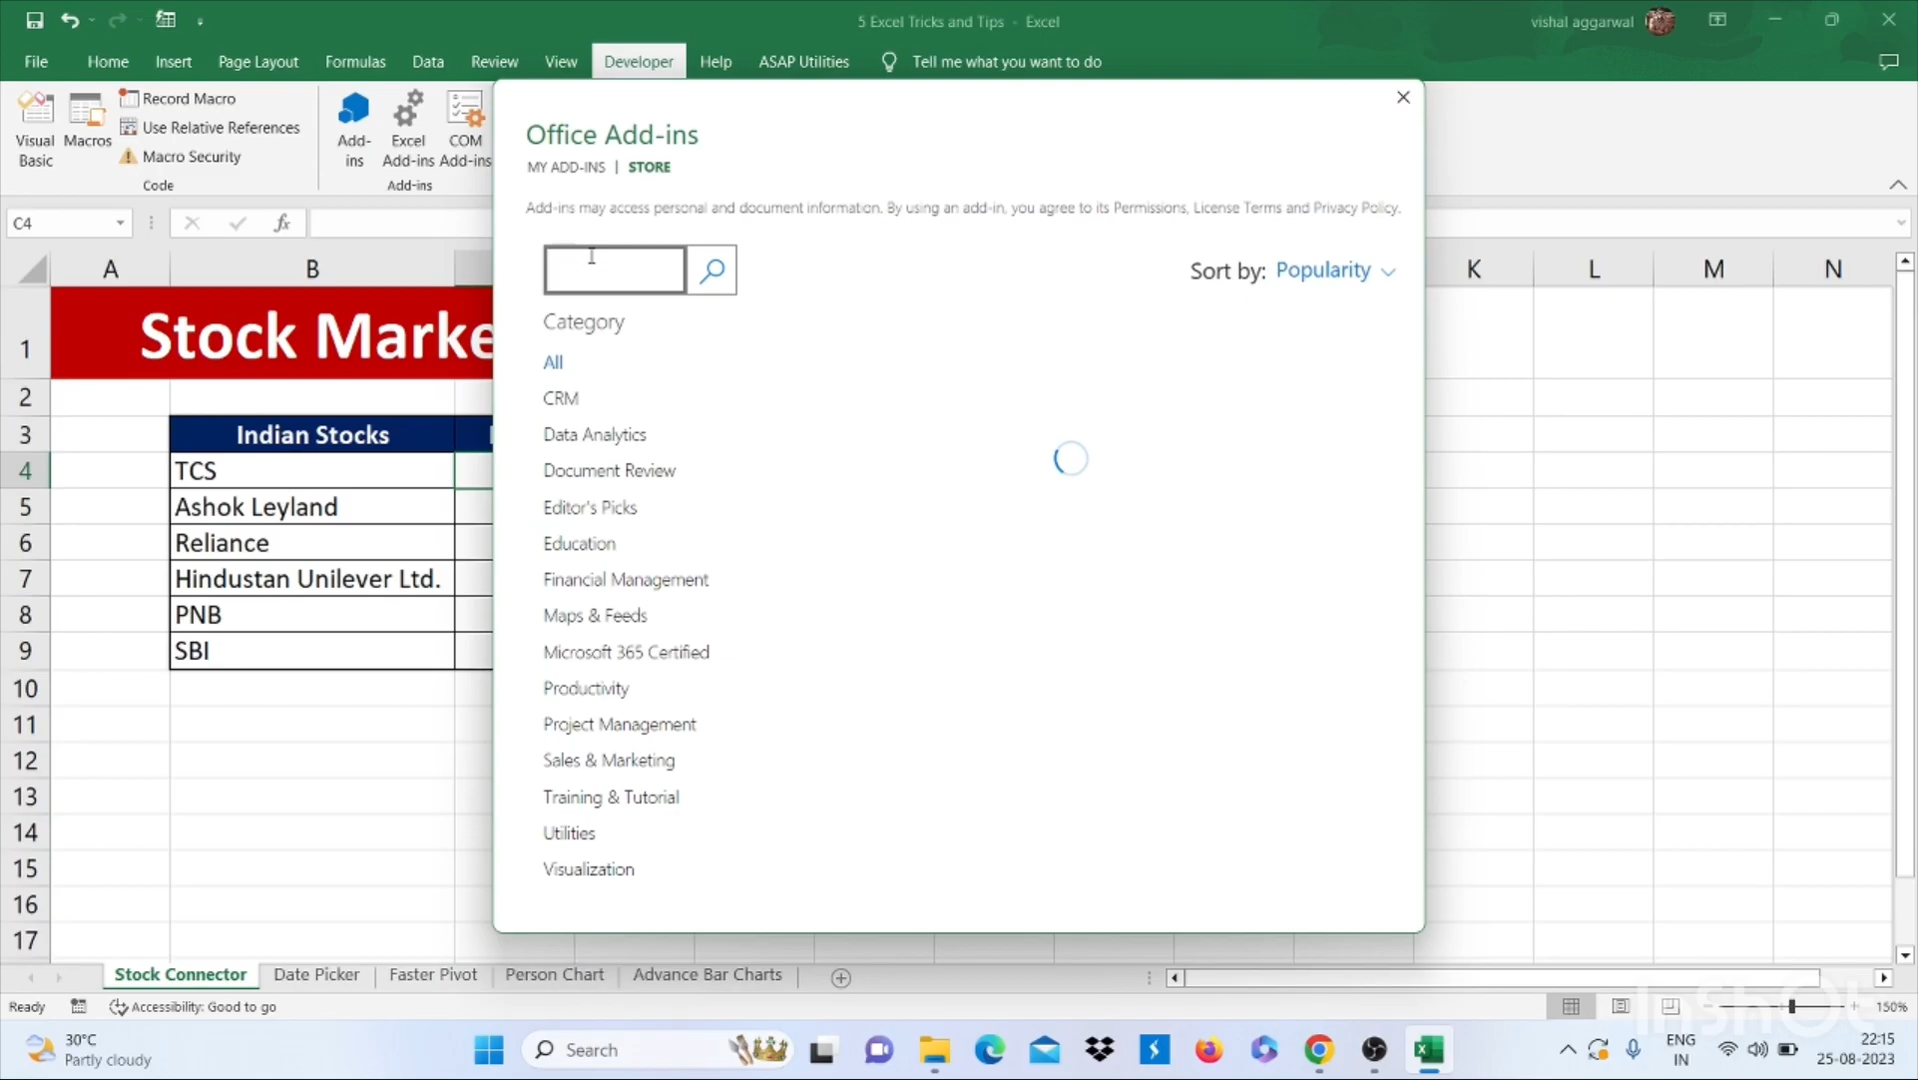 5 Excel Tricks and Tips - Excel
vishal aggarwal
File Home Insert Page Layout Formulas Data Review View Developer Help ASAP Utilities Tell me what you want to do
Visual Basic
Macros
Record Macro
Use Relative References
Macro Security
Code
Add-ins
Excel Add-ins
COM Add-ins
Add-ins
C4
fx
Office Add-ins
MY ADD-INS | STORE
Add-ins may access personal and document information. By using an add-in, you agree to its Permissions, License Terms and Privacy Policy.
Sort by: Popularity
Category
All
CRM
Data Analytics
Document Review
Editor's Picks
Education
Financial Management
Maps & Feeds
Microsoft 365 Certified
Productivity
Project Management
Sales & Marketing
Training & Tutorial
Utilities
Visualization
A B K L M N
1 Stock Marke
2
3 Indian Stocks
4 TCS
5 Ashok Leyland
6 Reliance
7 Hindustan Unilever Ltd.
8 PNB
9 SBI
10
11
12
13
14
15
16
17
Stock Connector Date Picker Faster Pivot Person Chart Advance Bar Charts
Ready Accessibility: Good to go 150%
InShOt
30°C
Partly cloudy
Search
ENG
IN
22:15
25-08-2023